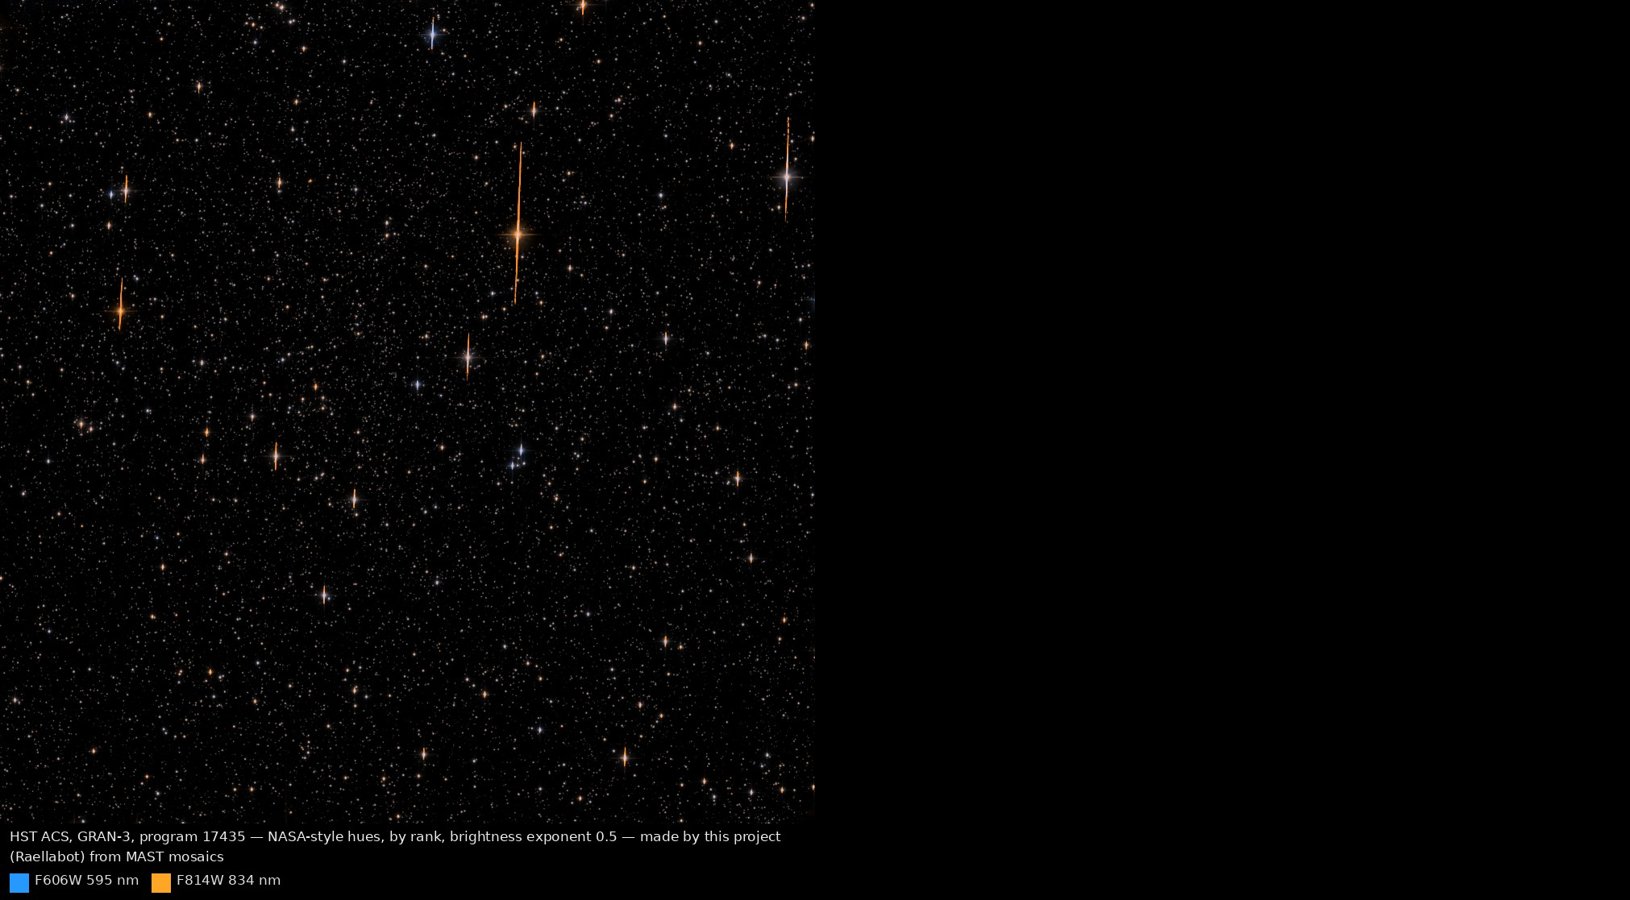 HST ACS, GRAN-3, program 17435 — NASA-style hues, by rank, brightness exponent 0.5 — made by this project
(Raellabot) from MAST mosaics
F606W 595 nm F814W 834 nm